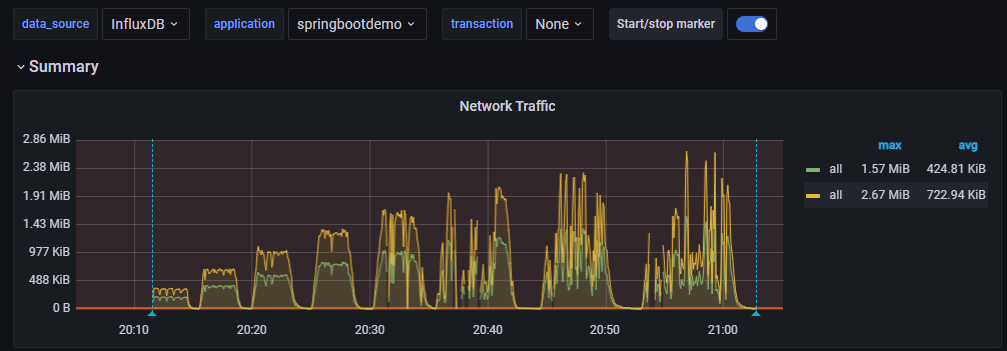 data_source InfluxDB application springbootdemo transaction None Start/stop marker
Summary
Network Traffic
2.86 MiB
2.38 MiB
1.91 MiB
1.43 MiB
977 KiB
488 KiB
0 B
20:10 20:20 20:30 20:40 20:50 21:00
max avg
all 1.57 MiB 424.81 KiB
all 2.67 MiB 722.94 KiB